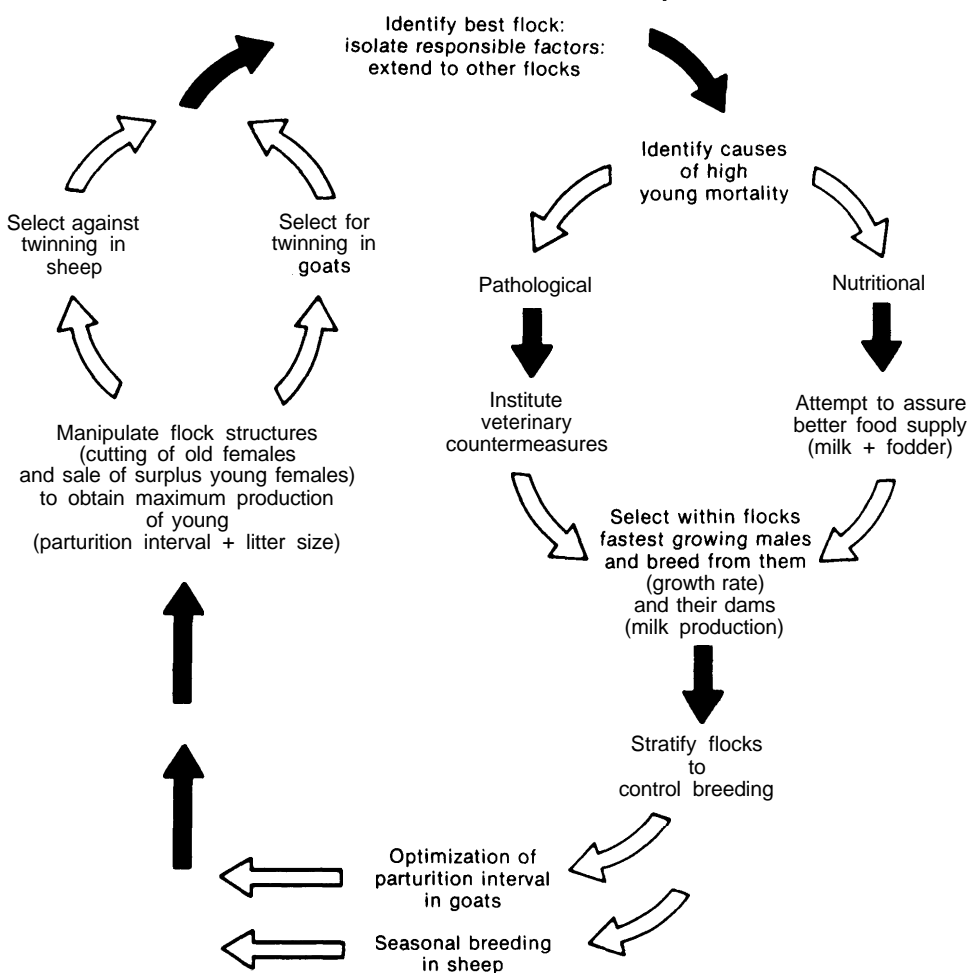 Identify best flock:
isolate responsible factors:
extend to other flocks
Identify causes
of high
young mortality
Pathological
Nutritional
Institute
veterinary
countermeasures
Attempt to assure
better food supply
(milk + fodder)
Select within flocks
fastest growing males
and breed from them
(growth rate)
and their dams
(milk production)
Stratify flocks
to
control breeding
Optimization of
parturition interval
in goats
Seasonal breeding
in sheep
Manipulate flock structures
(cutting of old females
and sale of surplus young females)
to obtain maximum production
of young
(parturition interval + litter size)
Select against
twinning in
sheep
Select for
twinning in
goats